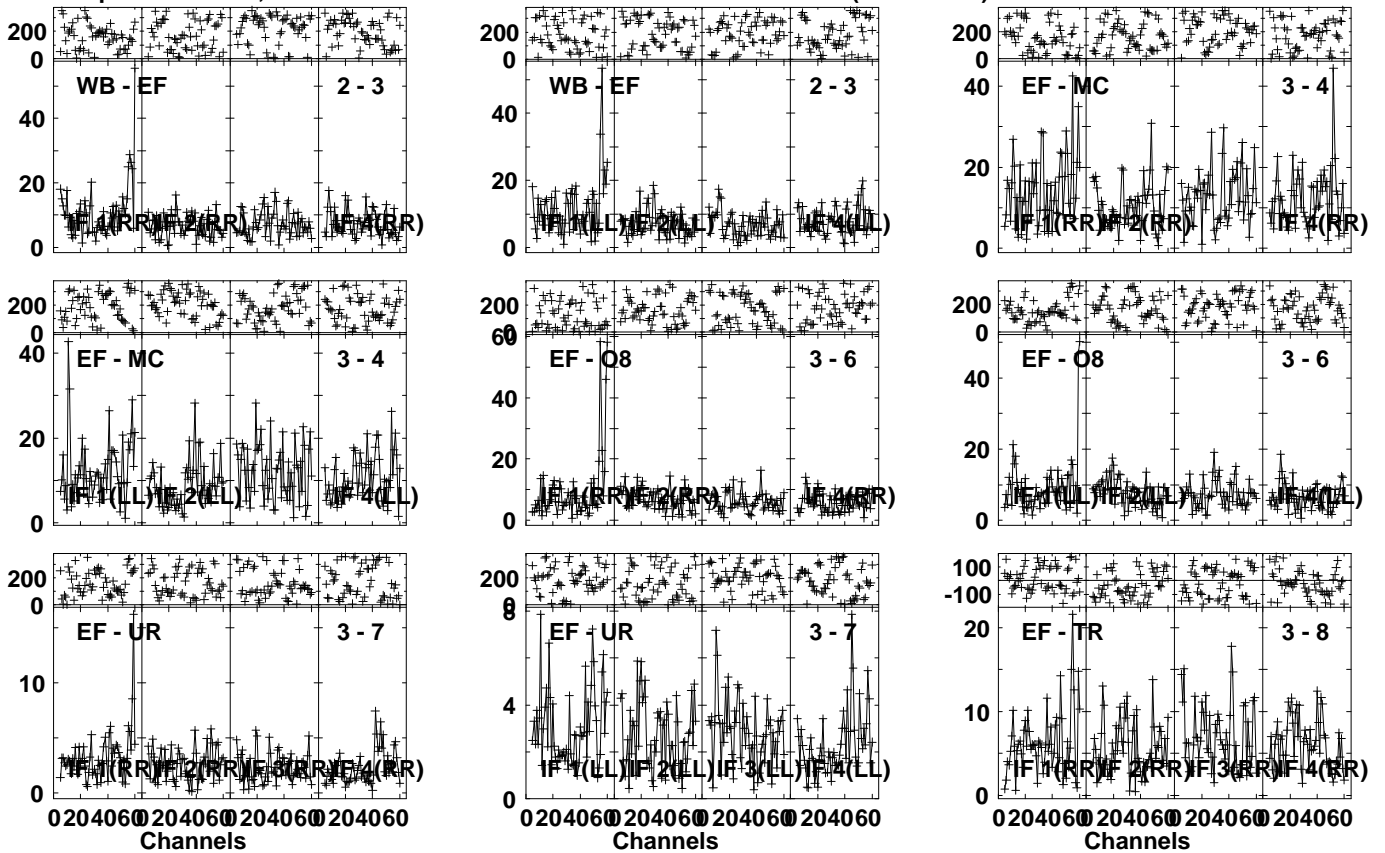 200
0
WB - EF 2 - 3
40
20
0
IF 1(RR) IF 2(RR) IF 4(RR)
200
0
WB - EF 2 - 3
40
20
0
IF 1(LL) IF 2(LL) IF 4(LL)
200
0
EF - MC 3 - 4
40
20
0
IF 1(RR) IF 2(RR) IF 4(RR)
200
0
EF - MC 3 - 4
40
20
0
IF 1(LL) IF 2(LL) IF 4(LL)
200
0
60
EF - O8 3 - 6
40
20
0
IF 1(RR) IF 2(RR) IF 4(RR)
200
0
EF - O8 3 - 6
40
20
0
IF 1(LL) IF 2(LL) IF 4(LL)
200
0
EF - UR 3 - 7
10
0
IF 1(RR) IF 2(RR) IF 3(RR) IF 4(RR)
0 20 40 60 0 20 40 60 0 20 40 60 0 20 40 60
Channels
200
0
8
EF - UR 3 - 7
4
0
IF 1(LL) IF 2(LL) IF 3(LL) IF 4(LL)
0 20 40 60 0 20 40 60 0 20 40 60 0 20 40 60
Channels
100
-100
EF - TR 3 - 8
20
10
0
IF 1(RR) IF 2(RR) IF 3(RR) IF 4(RR)
0 20 40 60 0 20 40 60 0 20 40 60 0 20 40 60
Channels